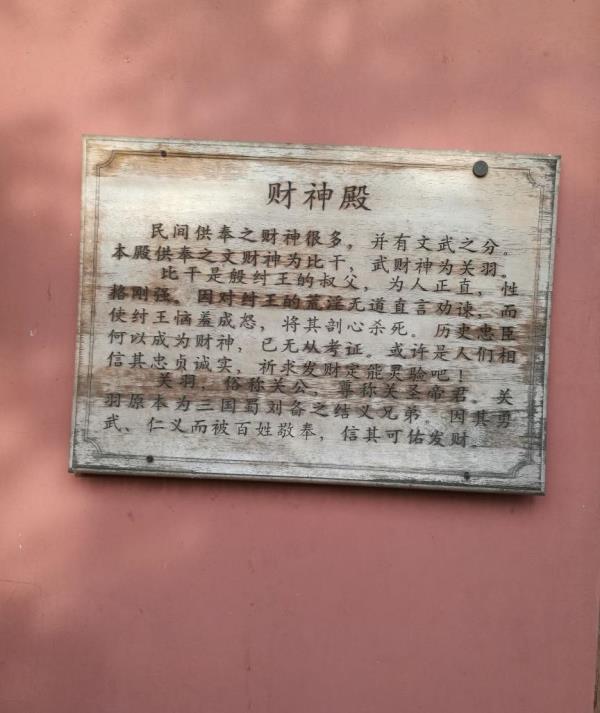 财神殿
民间供奉之财神很多，并有文武之分。
本殿供奉之文财神为比干，武财神为关羽。
比干是般纣王的叔父，为人正直，性
格刚强。因对纣王的荒淫无道直言劝谏，而
使纣王恼羞成怒，将其剖心杀死。历史忠臣
何以成为财神，已无从考证。或许是人们相
信其忠贞诚实，祈求发财定能灵验吧！
关羽，俗称关公，尊称关圣帝君。关
羽原本为三国蜀刘备之结义兄弟。因其勇
武、仁义而被百姓敬奉，信其可佑发财。